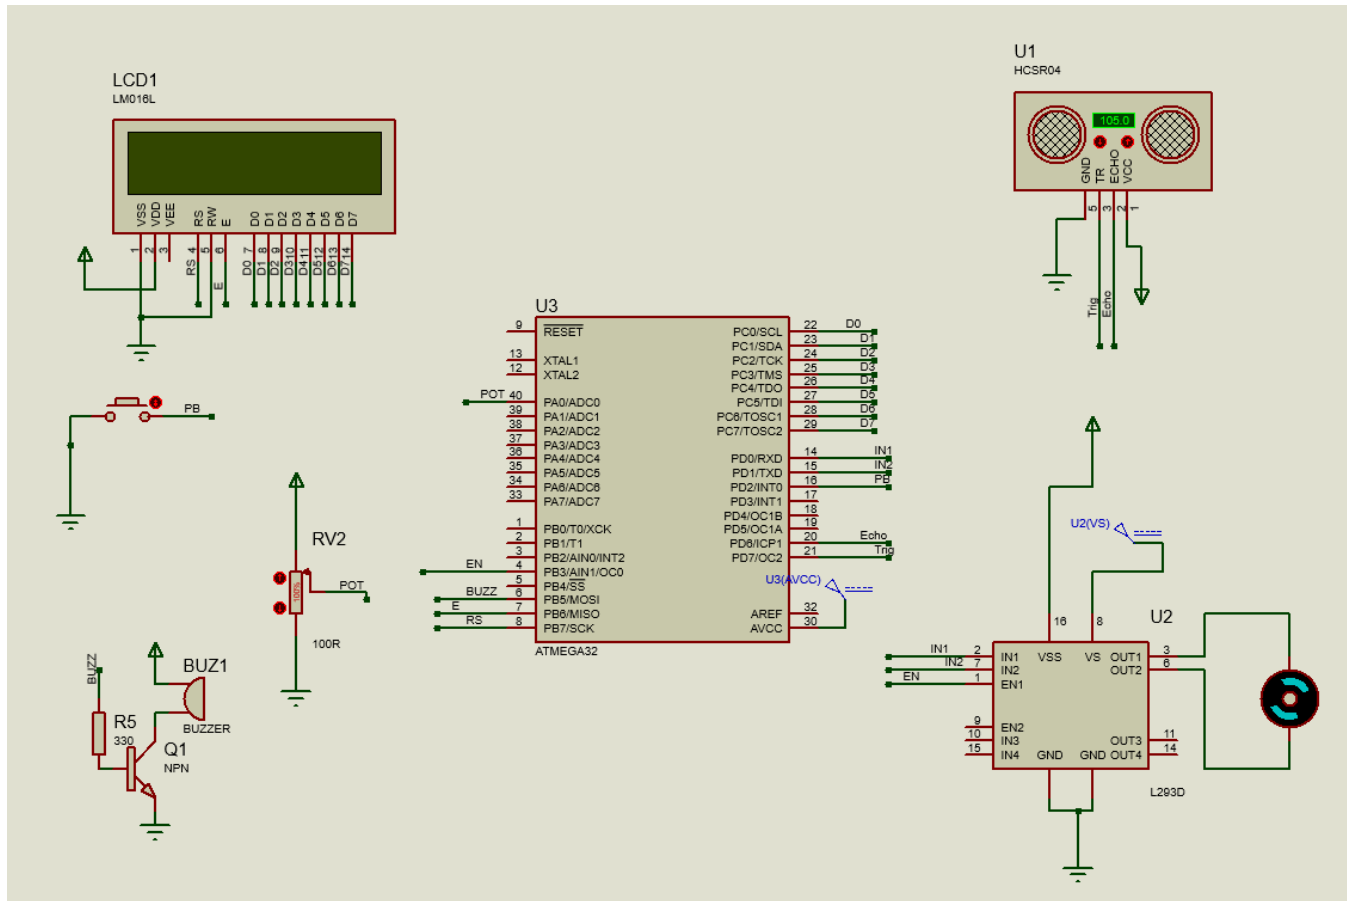 LCD1
LM016L
VSS
VDD
VEE
RS
RW
E
D0
D1
D2
D3
D4
D5
D6
D7
1
2
3
4
5
6
7
8
9
10
11
12
13
14
RS
E
D0
D1
D2
D3
D4
D5
D6
D7
U1
HCSR04
105.0
GND
TR
ECHO
VCC
5
3
2
1
Trig
Echo
PB
U3
9 RESET
13 XTAL1
12 XTAL2
POT 40 PA0/ADC0
39 PA1/ADC1
38 PA2/ADC2
37 PA3/ADC3
36 PA4/ADC4
35 PA5/ADC5
34 PA6/ADC6
33 PA7/ADC7
1 PB0/T0/XCK
2 PB1/T1
3 PB2/AIN0/INT2
EN 4 PB3/AIN1/OC0
5 PB4/SS
BUZZ 6 PB5/MOSI
E 7 PB6/MISO
RS 8 PB7/SCK
PC0/SCL 22 D0
PC1/SDA 23 D1
PC2/TCK 24 D2
PC3/TMS 25 D3
PC4/TDO 26 D4
PC5/TDI 27 D5
PC6/TOSC1 28 D6
PC7/TOSC2 29 D7
PD0/RXD 14 IN1
PD1/TXD 15 IN2
PD2/INT0 16 PB
PD3/INT1 17
PD4/OC1B 18
PD5/OC1A 19
PD6/ICP1 20 Echo
PD7/OC2 21 Trig
U3(AVCC)
AREF 32
AVCC 30
ATMEGA32
RV2
100%
POT
100R
BUZZ
BUZ1
BUZZER
R5
330
Q1
NPN
U2(VS)
U2
16
8
VSS
VS
IN1 2 IN1
IN2 7 IN2
EN 1 EN1
9 EN2
10 IN3
15 IN4
OUT1 3
OUT2 6
OUT3 11
OUT4 14
GND
GND
L293D